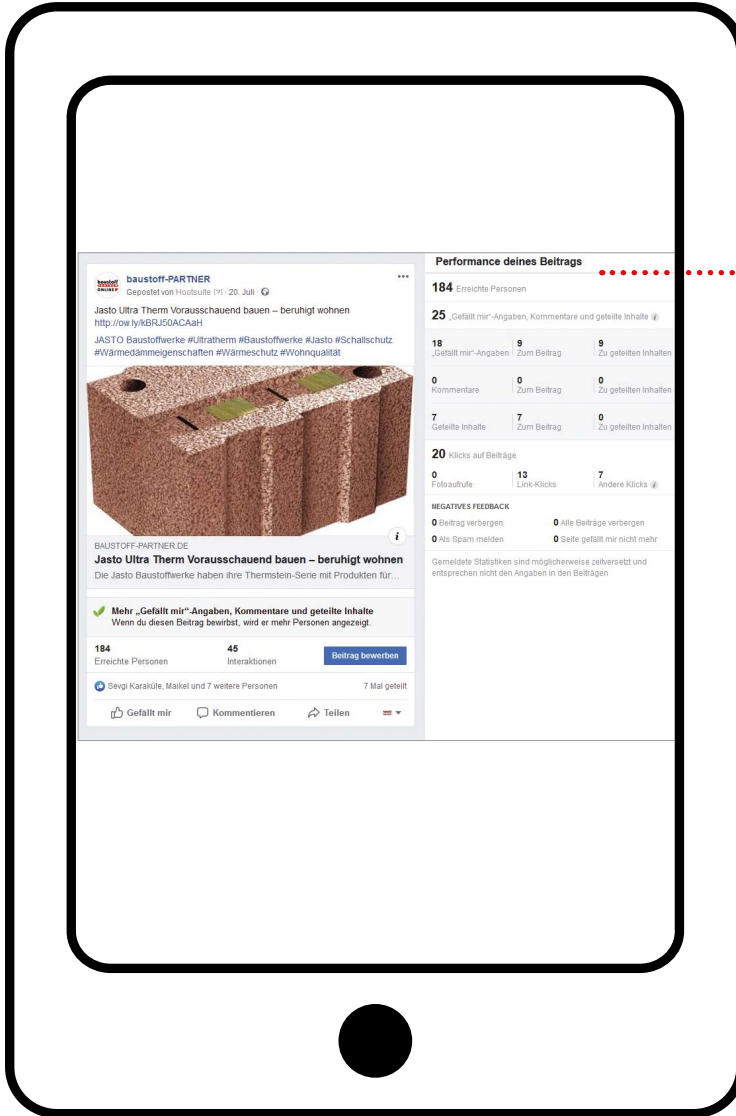 baustoff
PARTNER
ONLINE
baustoff-PARTNER
Gepostet von Hootsuite [?] · 20. Juli ·
Jasto Ultra Therm Vorausschauend bauen – beruhigt wohnen
http://ow.ly/kBRJ50ACAaH
JASTO Baustoffwerke #Ultratherm #Baustoffwerke #Jasto #Schallschutz
#Wärmedämmeigenschaften #Wärmeschutz #Wohnqualität
BAUSTOFF-PARTNER.DE
Jasto Ultra Therm Vorausschauend bauen – beruhigt wohnen
Die Jasto Baustoffwerke haben ihre Thermstein-Serie mit Produkten für…
Mehr „Gefällt mir“-Angaben, Kommentare und geteilte Inhalte
Wenn du diesen Beitrag bewirbst, wird er mehr Personen angezeigt.
184 45
Erreichte Personen Interaktionen Beitrag bewerben
Sevgi Karaküle, Maikel und 7 weitere Personen 7 Mal geteilt
Gefällt mir Kommentieren Teilen
Performance deines Beitrags
184 Erreichte Personen
25 „Gefällt mir“-Angaben, Kommentare und geteilte Inhalte i
18 9 9
„Gefällt mir“-Angaben Zum Beitrag Zu geteilten Inhalten
0 0 0
Kommentare Zum Beitrag Zu geteilten Inhalten
7 7 0
Geteilte Inhalte Zum Beitrag Zu geteilten Inhalten
20 Klicks auf Beiträge
0 13 7
Fotoaufrufe Link-Klicks Andere Klicks i
NEGATIVES FEEDBACK
0 Beitrag verbergen 0 Alle Beiträge verbergen
0 Als Spam melden 0 Seite gefällt mir nicht mehr
Gemeldete Statistiken sind möglicherweise zeitversetzt und
entsprechen nicht den Angaben in den Beiträgen